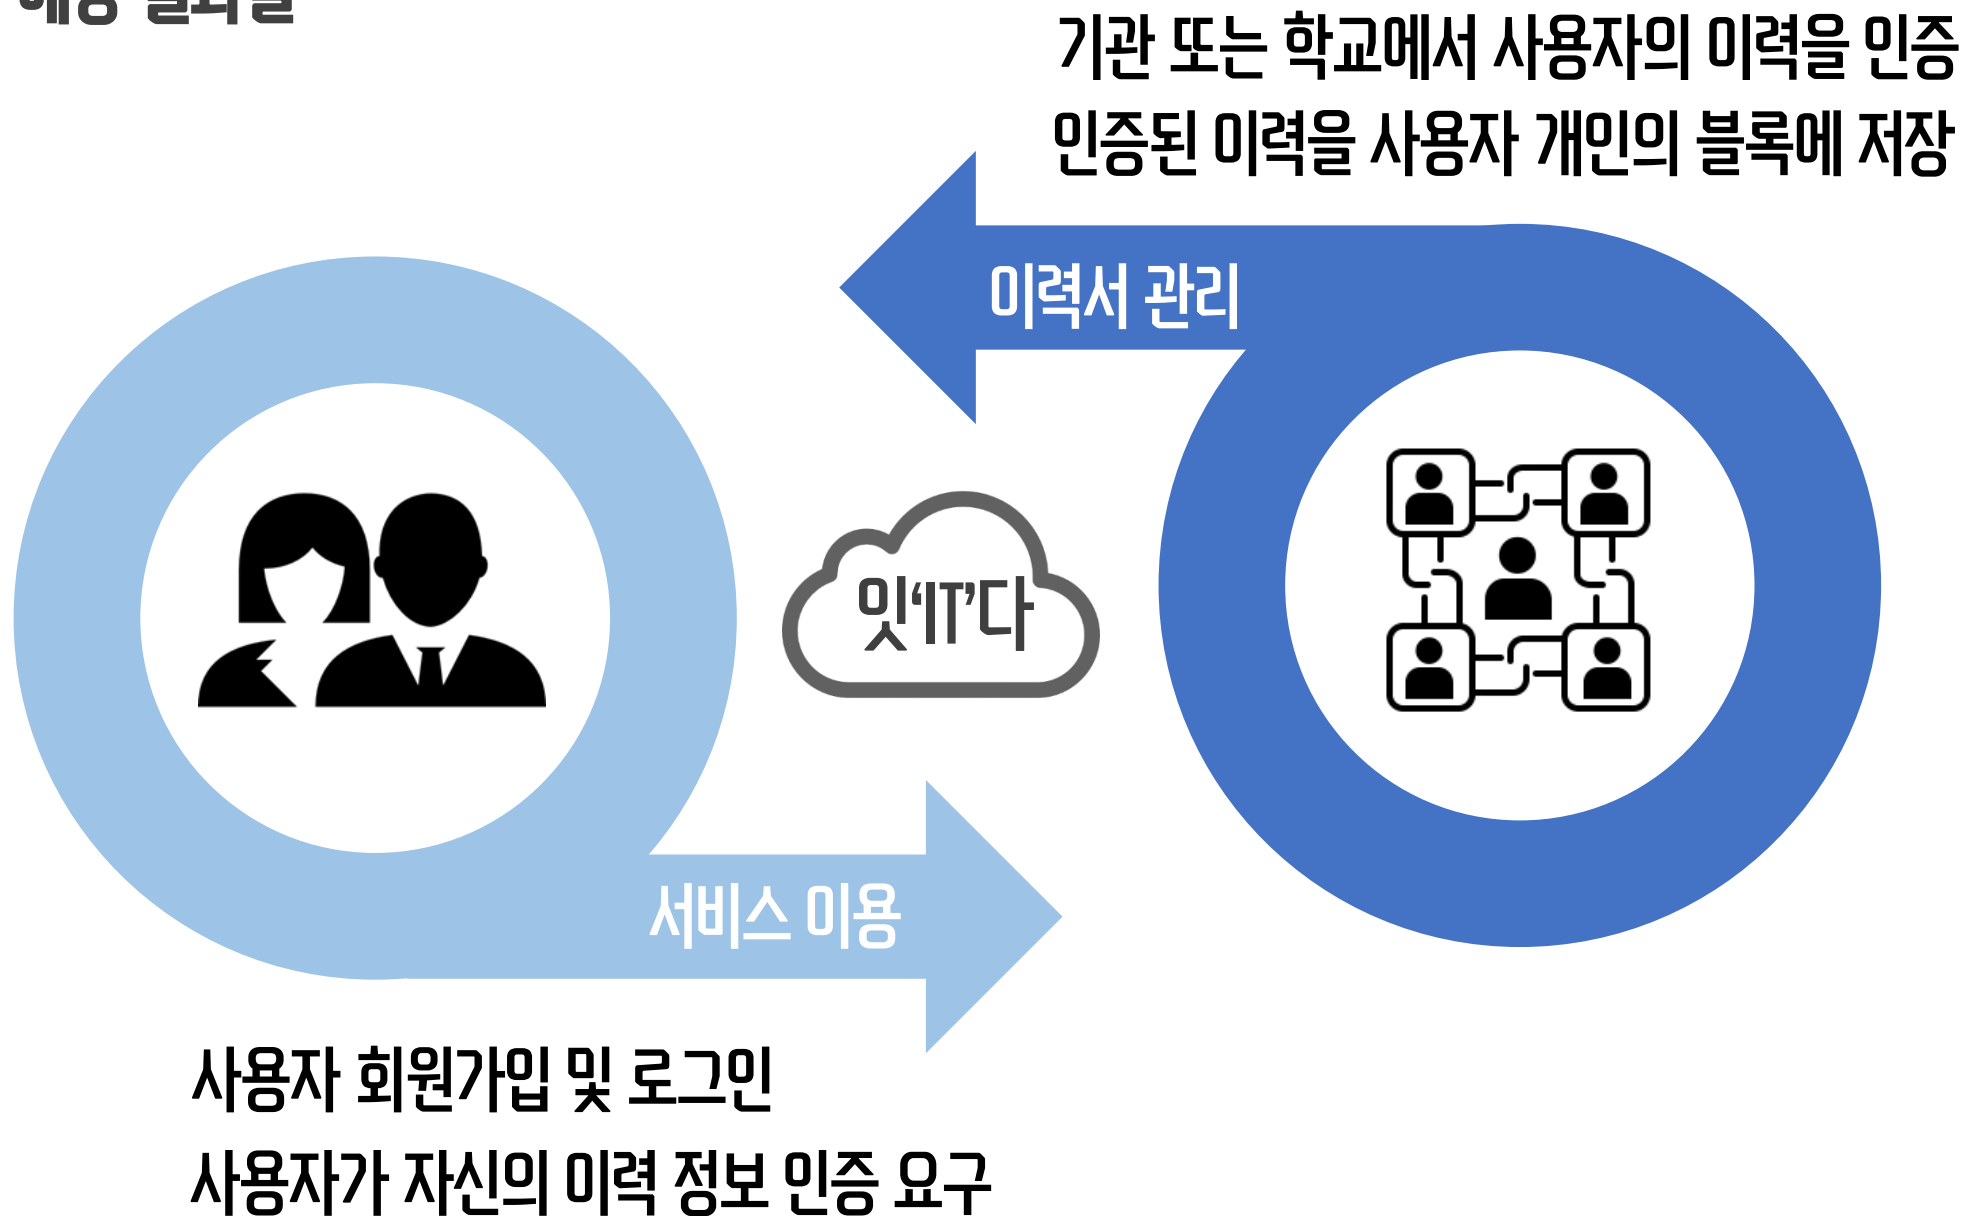 기관 또는 학교에서 사용자의 이력을 인증
인증된 이력을 사용자 개인의 블록에 저장
이력서 관리
잇‘IT’다
서비스 이용
사용자 회원가입 및 로그인
사용자가 자신의 이력 정보 인증 요구